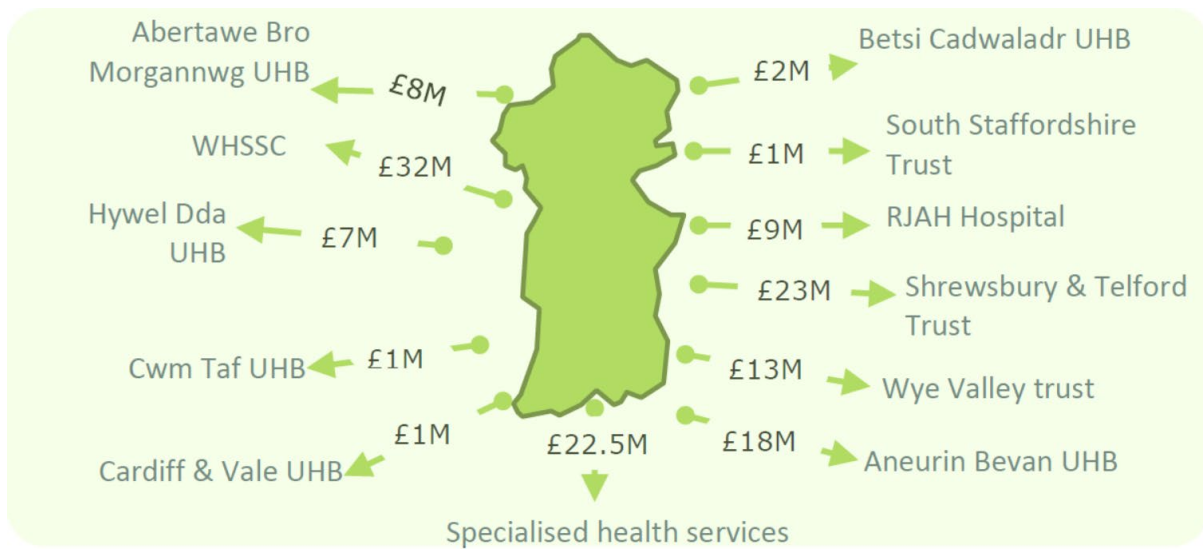 Abertawe Bro
Morgannwg UHB
£8M
WHSSC
£32M
Hywel Dda
UHB
£7M
Cwm Taf UHB
£1M
Cardiff & Vale UHB
£1M
£22.5M
Specialised health services
Betsi Cadwaladr UHB
£2M
South Staffordshire
Trust
£1M
RJAH Hospital
£9M
Shrewsbury & Telford
Trust
£23M
£13M
Wye Valley trust
£18M
Aneurin Bevan UHB